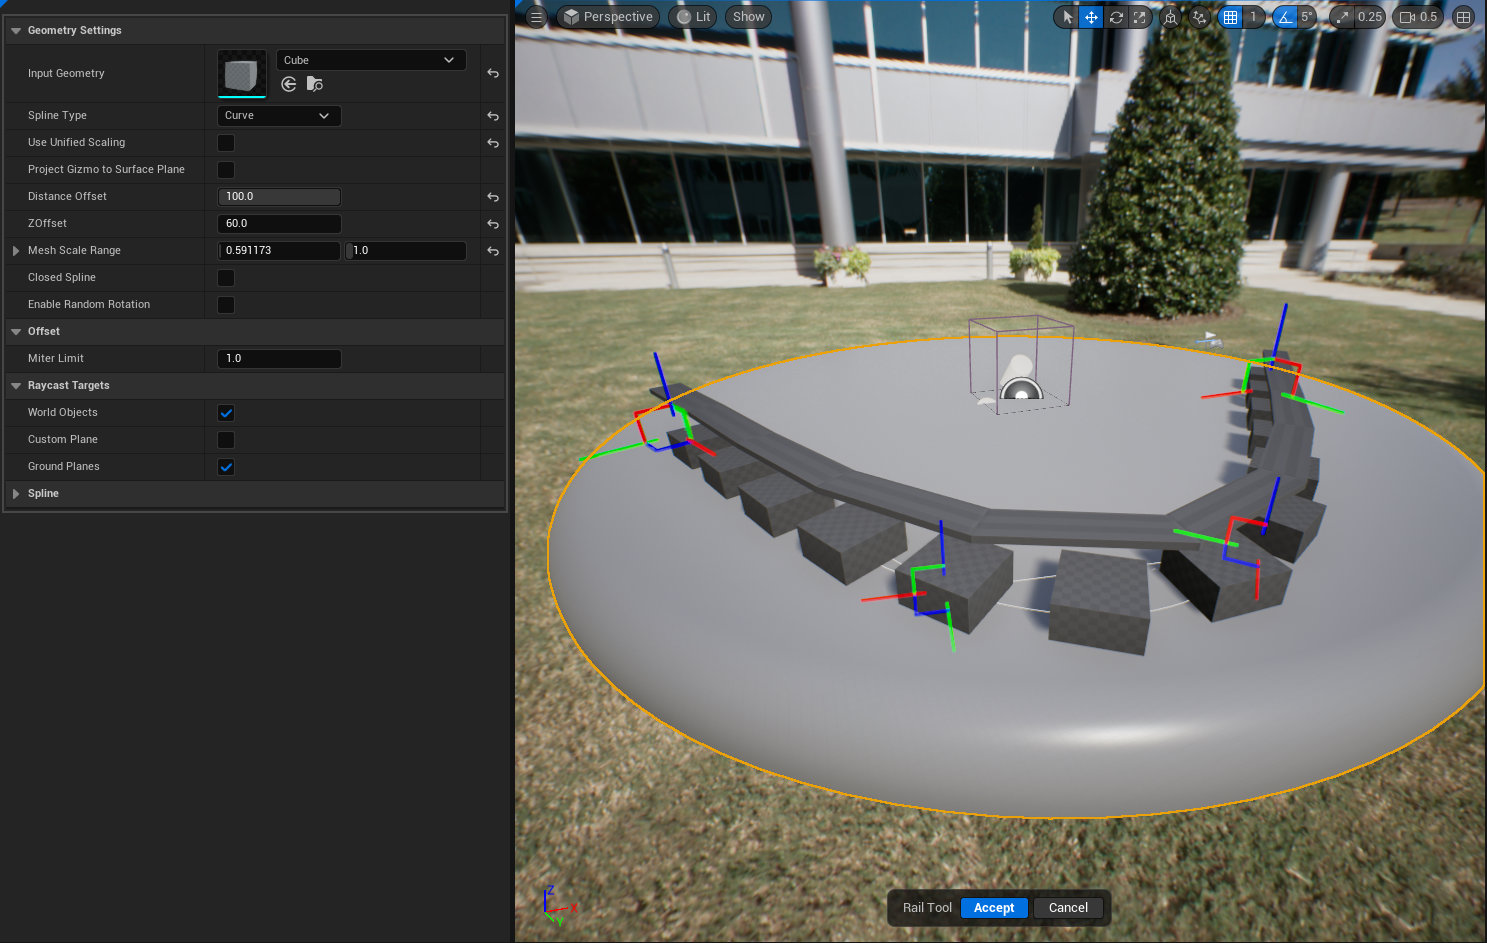 Geometry Settings
Input Geometry
Cube
Spline Type
Curve
Use Unified Scaling
Project Gizmo to Surface Plane
Distance Offset
100.0
ZOffset
60.0
Mesh Scale Range
0.591173
1.0
Closed Spline
Enable Random Rotation
Offset
Miter Limit
1.0
Raycast Targets
World Objects
Custom Plane
Ground Planes
Spline
Perspective
Lit
Show
1
5°
0.25
0.5
Z
X
Y
Rail Tool
Accept
Cancel